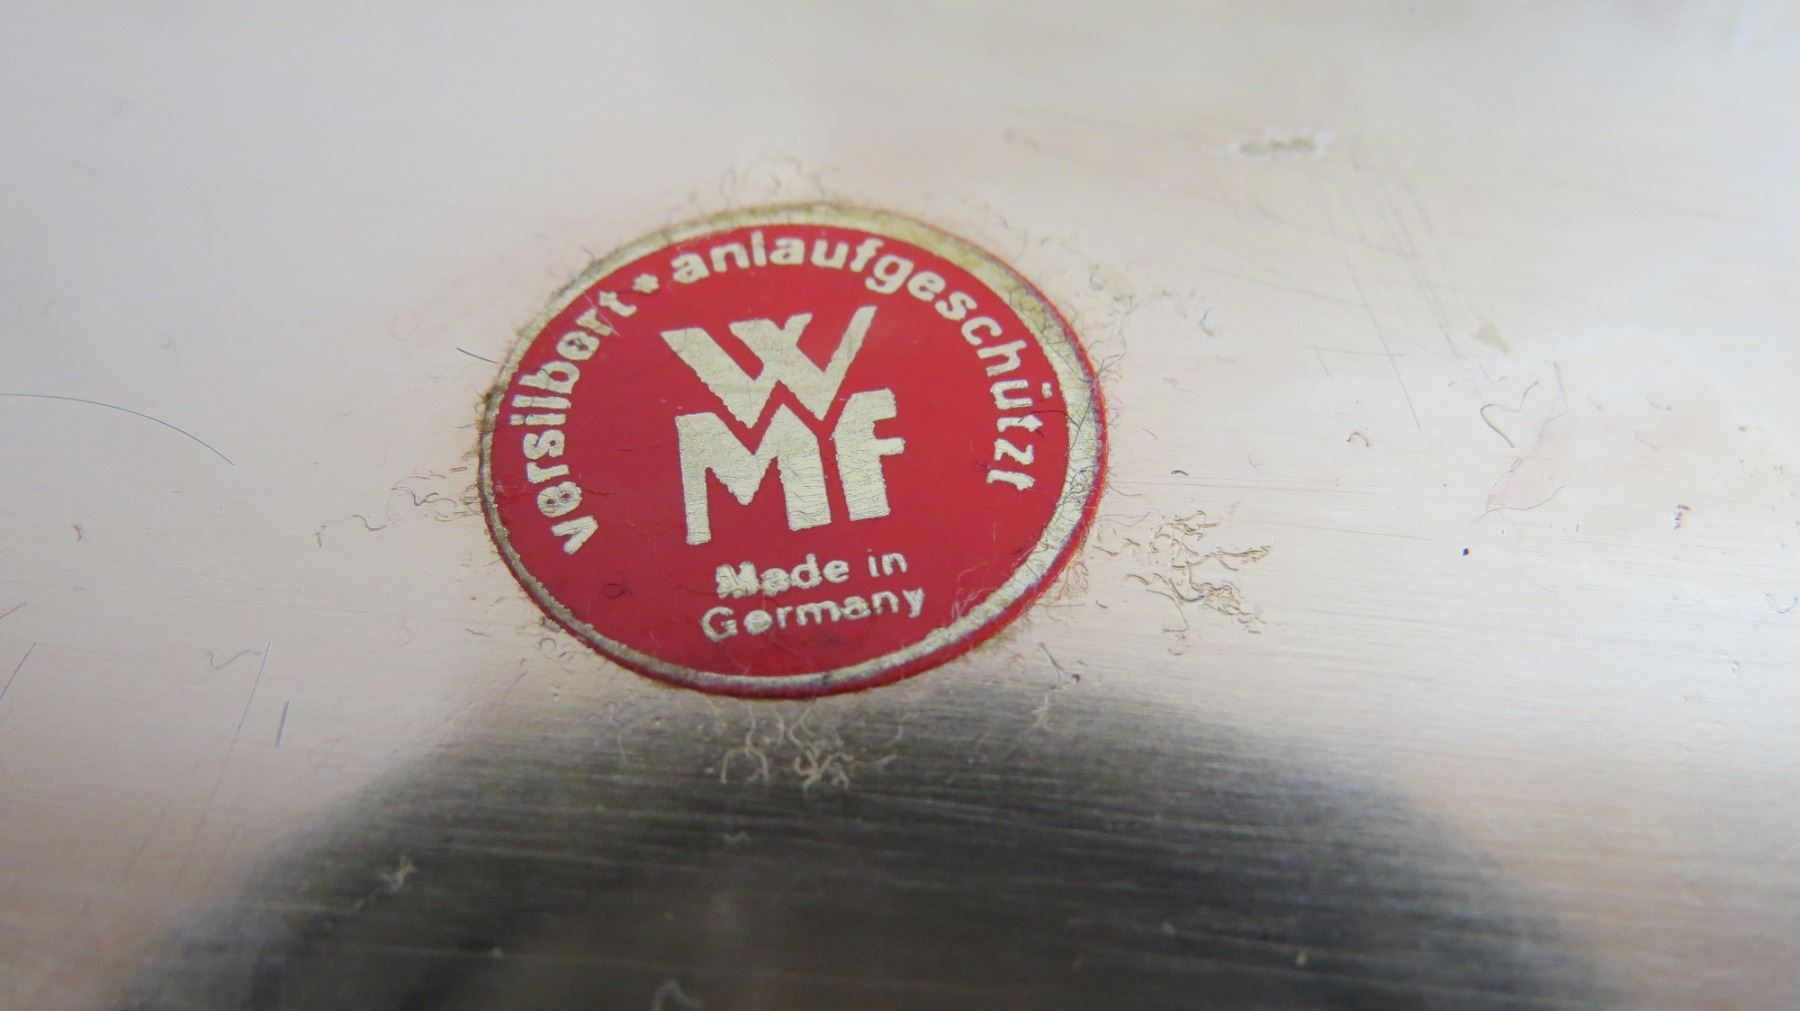 versilbert * anlaufgeschützt
WMF
Made in
Germany